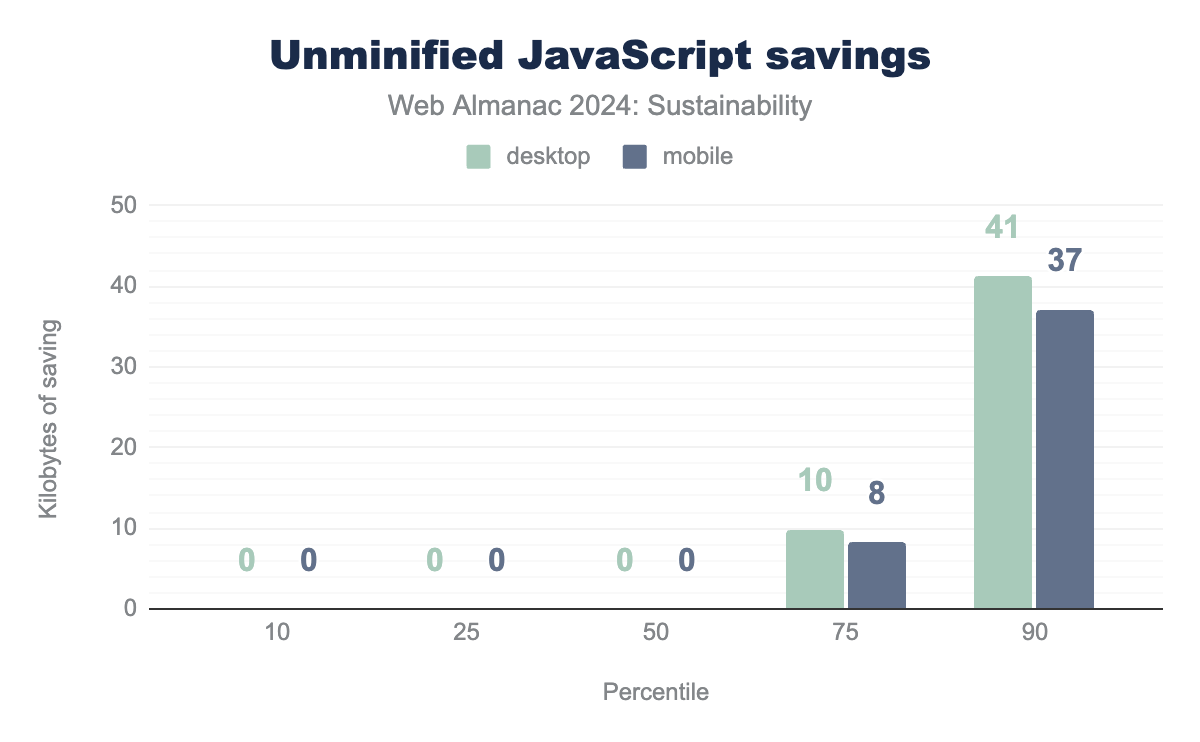 Unminified JavaScript savings
Web Almanac 2024: Sustainability
desktop mobile
Kilobytes of saving
50
40
30
20
10
0
0 0 0 0 0 0 10 8 41 37
10 25 50 75 90
Percentile